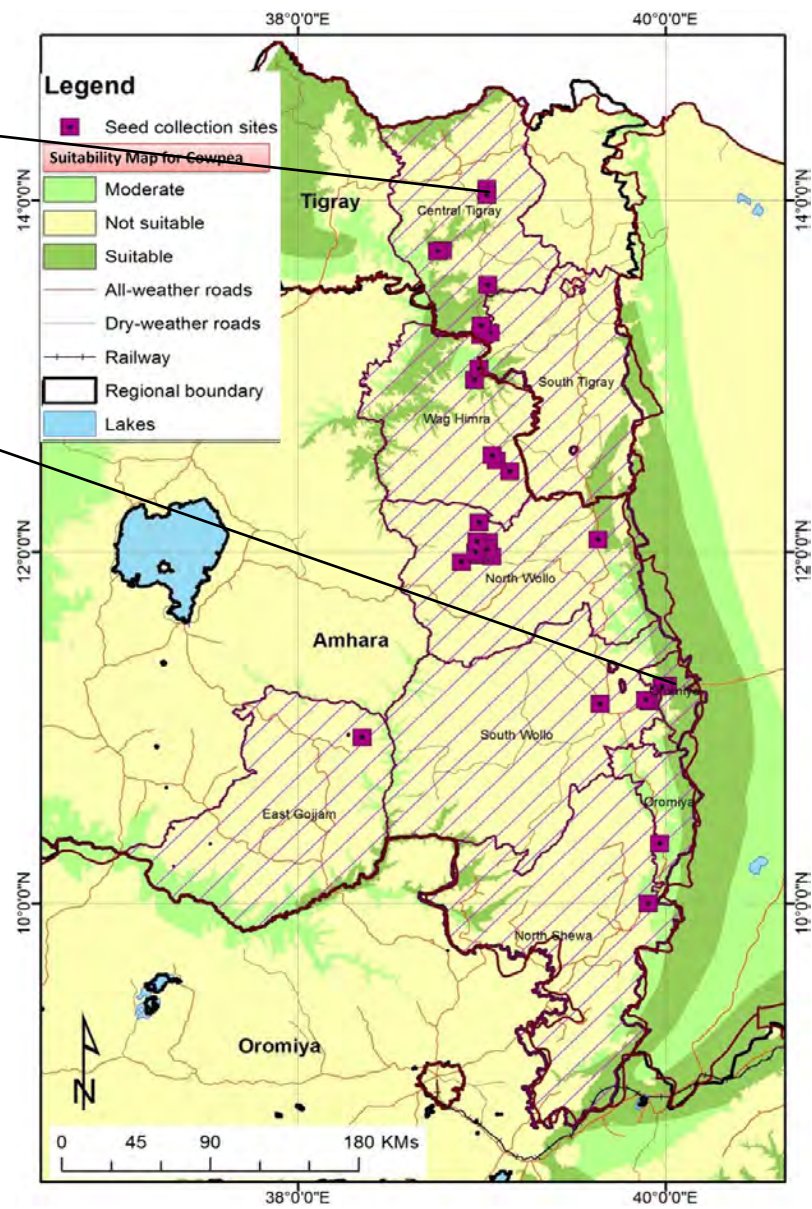 38°0'0"E
40°0'0"E
Legend
Seed collection sites
Suitability Map for Cowpea
Moderate
Not suitable
Suitable
All-weather roads
Dry-weather roads
Railway
Regional boundary
Lakes
14°0'0"N
14°0'0"N
Tigray
Central Tigray
South Tigray
Wag Himra
12°0'0"N
12°0'0"N
North Wollo
Amhara
South Wollo
Oromiya
East Gojjam
10°0'0"N
10°0'0"N
North Shewa
Oromiya
N
0 45 90 180 KMs
38°0'0"E
40°0'0"E